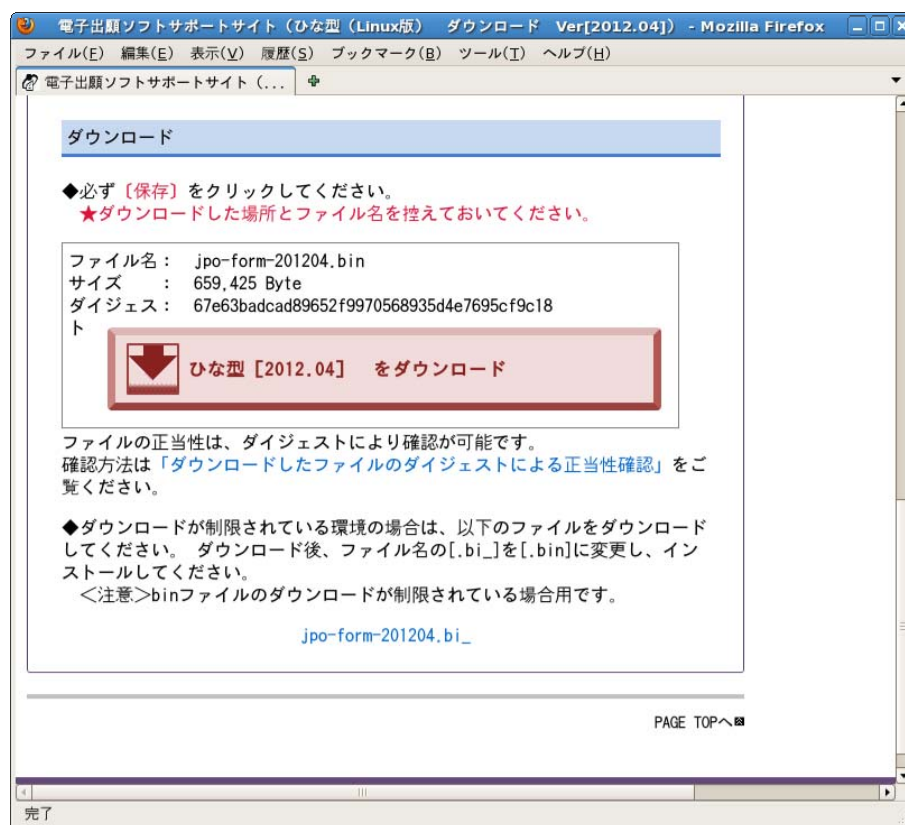 電子出願ソフトサポートサイト（ひな型（Linux版） ダウンロード Ver[2012.04]） - Mozilla Firefox
ファイル(F) 編集(E) 表示(V) 履歴(S) ブックマーク(B) ツール(T) ヘルプ(H)
電子出願ソフトサポートサイト（...
ダウンロード
◆必ず〔保存〕をクリックしてください。
★ダウンロードした場所とファイル名を控えておいてください。
ファイル名： jpo-form-201204.bin
サイズ ： 659,425 Byte
ダイジェス： 67e63badcad89652f9970568935d4e7695cf9c18
ト
ひな型［2012.04］ をダウンロード
ファイルの正当性は、ダイジェストにより確認が可能です。
確認方法は「ダウンロードしたファイルのダイジェストによる正当性確認」をご
覧ください。
◆ダウンロードが制限されている環境の場合は、以下のファイルをダウンロード
してください。 ダウンロード後、ファイル名の[.bi_]を[.bin]に変更し、イン
ストールしてください。
＜注意＞binファイルのダウンロードが制限されている場合用です。
jpo-form-201204.bi_
PAGE TOPへ
完了